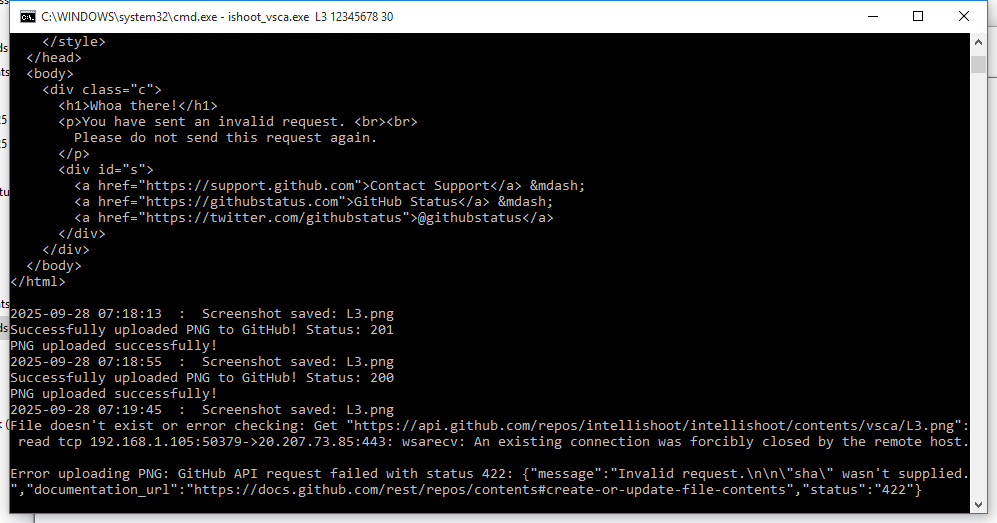 C:\WINDOWS\system32\cmd.exe - ishoot_vsca.exe L3 12345678 30
</style>
</head>
<body>
<div class="c">
<h1>Whoa there!</h1>
<p>You have sent an invalid request. <br><br>
Please do not send this request again.
</p>
<div id="s">
<a href="https://support.github.com">Contact Support</a> &mdash;
<a href="https://githubstatus.com">GitHub Status</a> &mdash;
<a href="https://twitter.com/githubstatus">@githubstatus</a>
</div>
</div>
</body>
</html>
2025-09-28 07:18:13  :  Screenshot saved: L3.png
Successfully uploaded PNG to GitHub! Status: 201
PNG uploaded successfully!
2025-09-28 07:18:55  :  Screenshot saved: L3.png
Successfully uploaded PNG to GitHub! Status: 200
PNG uploaded successfully!
2025-09-28 07:19:45  :  Screenshot saved: L3.png
File doesn't exist or error checking: Get "https://api.github.com/repos/intellishoot/intellishoot/contents/vsca/L3.png":
read tcp 192.168.1.105:50379->20.207.73.85:443: wsarecv: An existing connection was forcibly closed by the remote host.
Error uploading PNG: GitHub API request failed with status 422: {"message":"Invalid request.\n\n\"sha\" wasn't supplied.
","documentation_url":"https://docs.github.com/rest/repos/contents#create-or-update-file-contents","status":"422"}